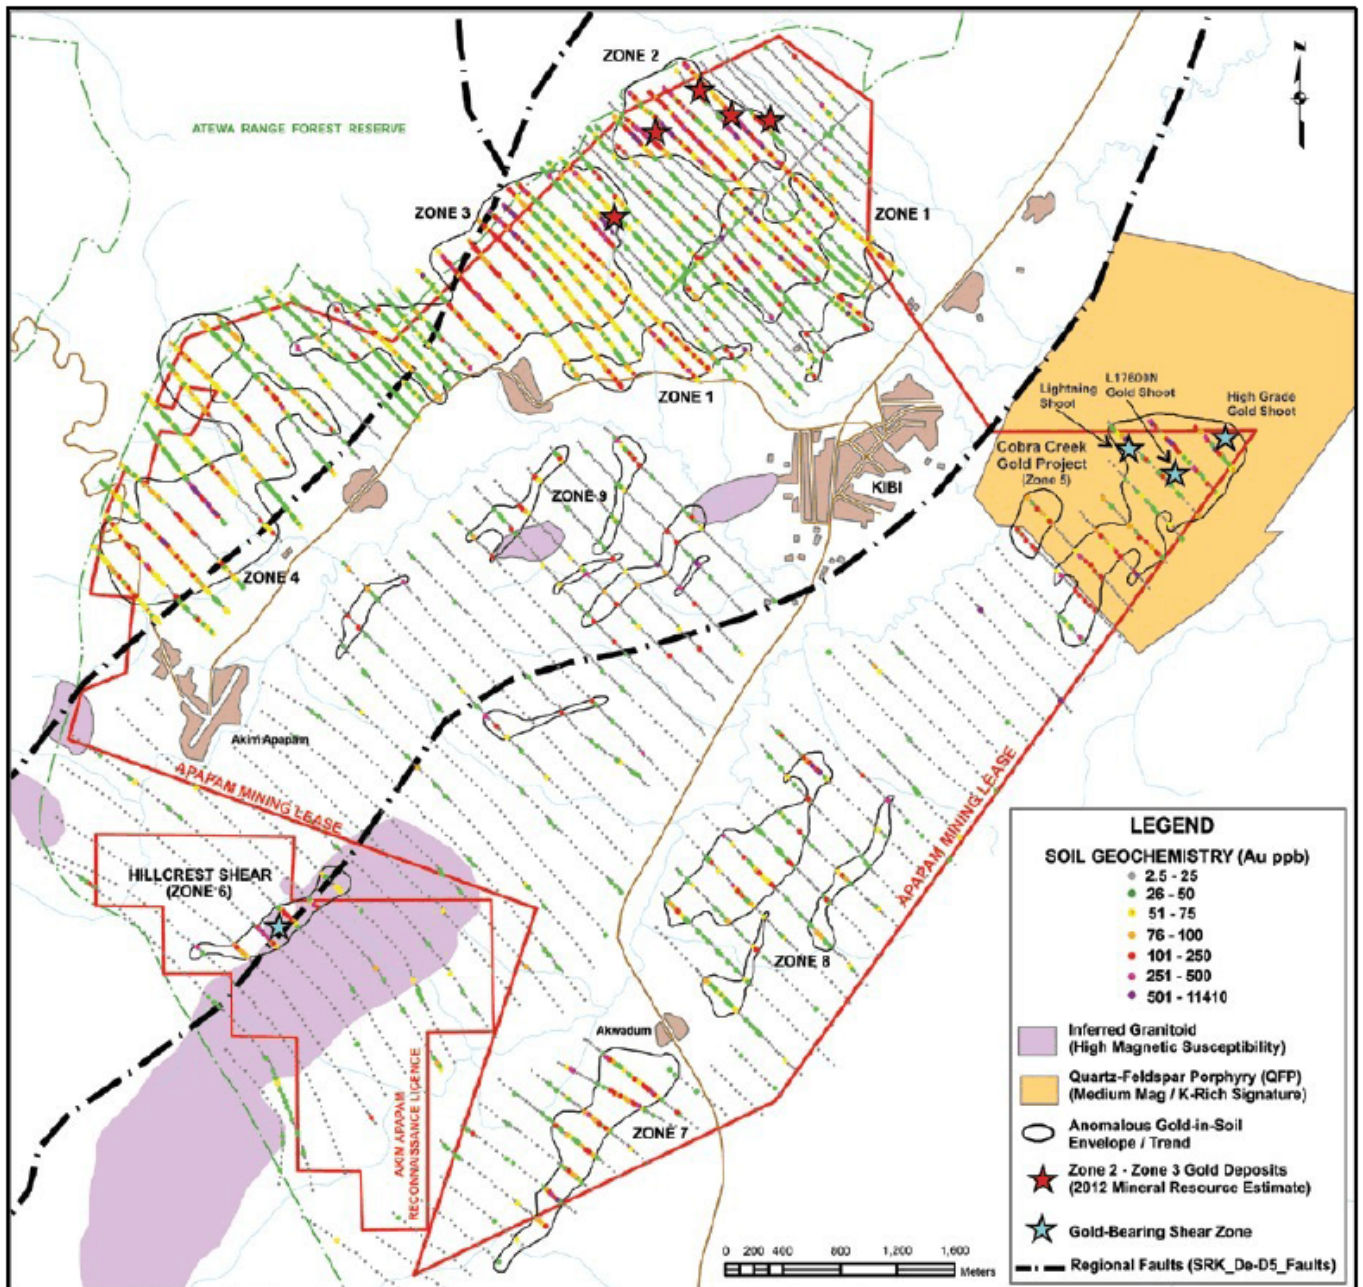 ZONE 2
N
ATEWA RANGE FOREST RESERVE
ZONE 3
ZONE 1
L17600N
Gold Shoot
Lightning
Shoot
High Grade
Gold Shoot
ZONE 1
Cobra Creek
Gold Project
(Zone 5)
ZONE 9
KIBI
ZONE 4
Akim Apapam
APAPAM MINING LEASE
APAPAM MINING LEASE
HILLCREST SHEAR
(ZONE 6)
ZONE 8
Akwadum
AKIM APAPAM
RECONNAISSANCE LICENCE
ZONE 7
LEGEND
SOIL GEOCHEMISTRY (Au ppb)
2.5 - 25
26 - 50
51 - 75
76 - 100
101 - 250
251 - 500
501 - 11410
Inferred Granitoid
(High Magnetic Susceptibility)
Quartz-Feldspar Porphyry (QFP)
(Medium Mag / K-Rich Signature)
Anomalous Gold-in-Soil
Envelope / Trend
Zone 2 - Zone 3 Gold Deposits
(2012 Mineral Resource Estimate)
Gold-Bearing Shear Zone
Regional Faults (SRK_De-D5_Faults)
0 200 400 800 1,200 1,600
Meters